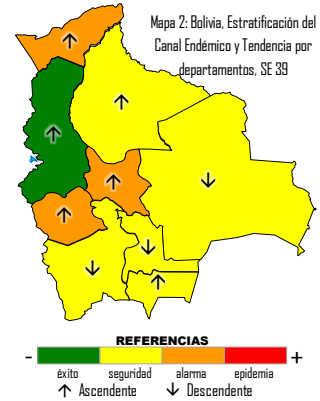 Mapa 2: Bolivia, Estratificación del
Canal Endémico y Tendencia por
departamentos, SE 39
REFERENCIAS
- +
éxito seguridad alarma epidemia
↑ Ascendente ↓ Descendente